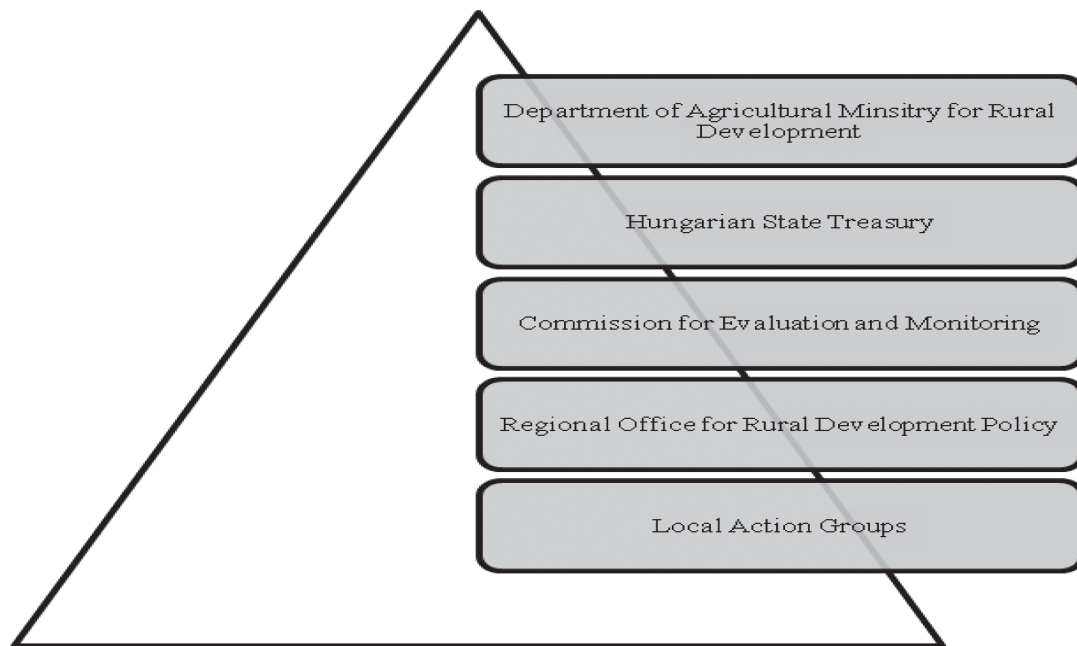 Department of Agricultural Minsitry for Rural
Development
Hungarian State Treasury
Commission for Evaluation and Monitoring
Regional Office for Rural Development Policy
Local Action Groups